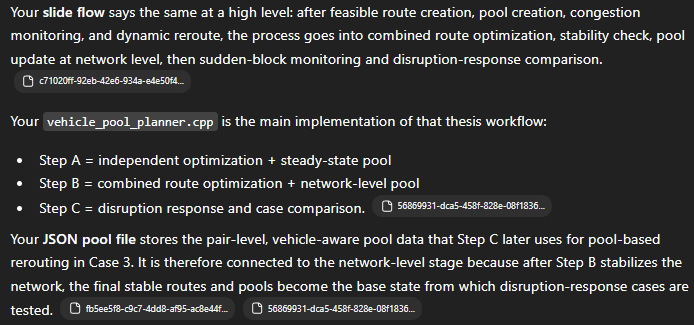 Your slide flow says the same at a high level: after feasible route creation, pool creation, congestion
monitoring, and dynamic reroute, the process goes into combined route optimization, stability check, pool
update at network level, then sudden-block monitoring and disruption-response comparison.
c71020ff-92eb-42e6-934a-e4e50f4...
Your vehicle_pool_planner.cpp is the main implementation of that thesis workflow:
• Step A = independent optimization + steady-state pool
• Step B = combined route optimization + network-level pool
• Step C = disruption response and case comparison. 56869931-dca5-458f-828e-08f1836...
Your JSON pool file stores the pair-level, vehicle-aware pool data that Step C later uses for pool-based
rerouting in Case 3. It is therefore connected to the network-level stage because after Step B stabilizes the
network, the final stable routes and pools become the base state from which disruption-response cases are
tested. fb5ee5f8-c9c7-4dd8-af95-ac8e44f... 56869931-dca5-458f-828e-08f1836...